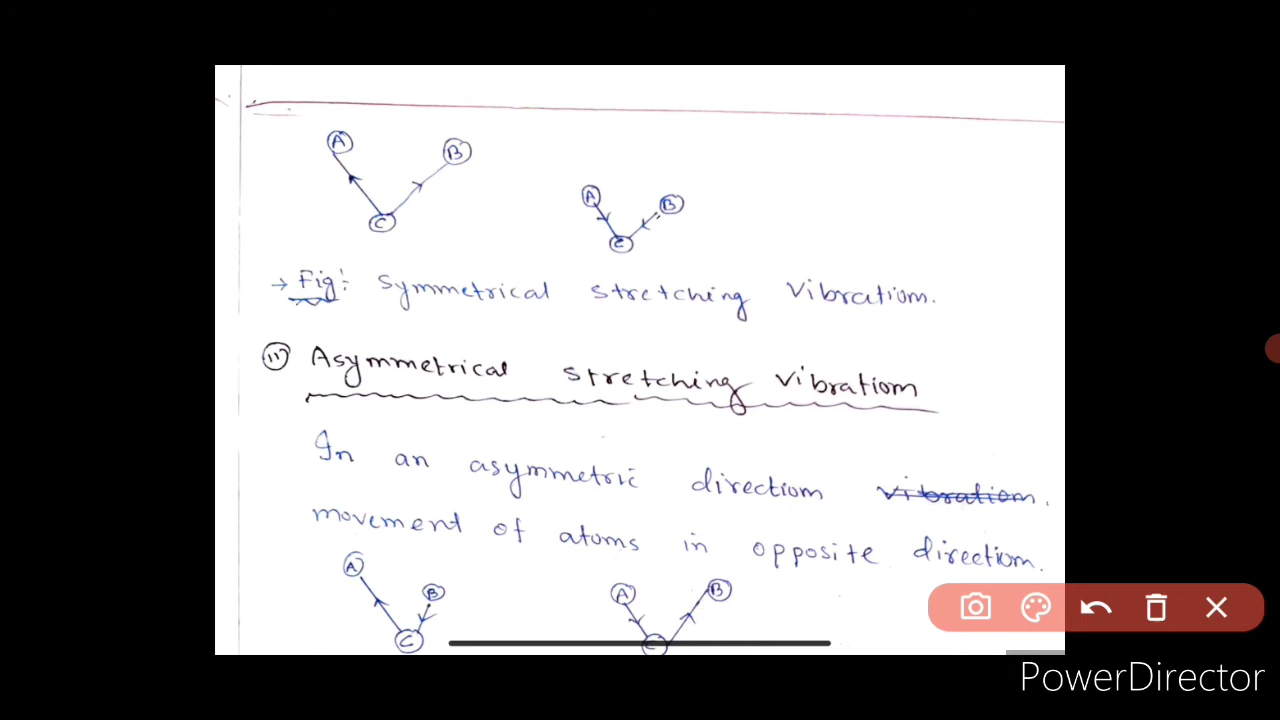 A B
A B
C
C
→ Fig: Symmetrical stretching vibration.
(ii) Asymmetrical stretching vibration
In an asymmetric direction vibration.
movement of atoms in opposite direction.
A B A B
C C
PowerDirector